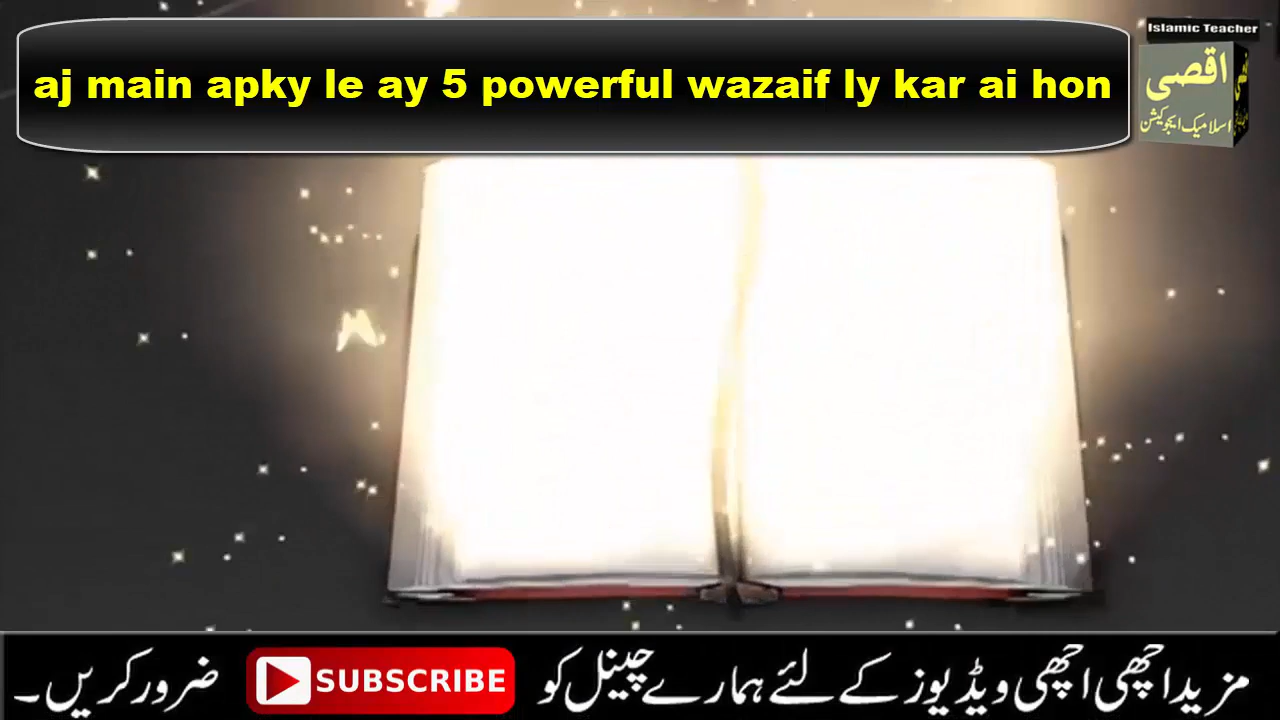 aj main apky le ay 5 powerful wazaif ly kar ai hon
Islamic Teacher
اقصی
اسلامیک ایجوکیشن
مزید اچھی اچھی ویڈیوز کے لئے ہمارے چینل کو SUBSCRIBE ضرور کریں۔